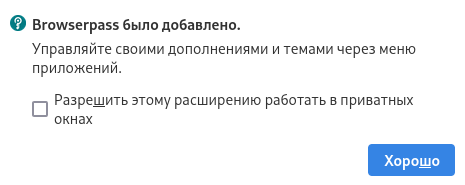 Browserpass было добавлено.
Управляйте своими дополнениями и темами через меню
приложений.
Разрешить этому расширению работать в приватных
окнах
Хорошо